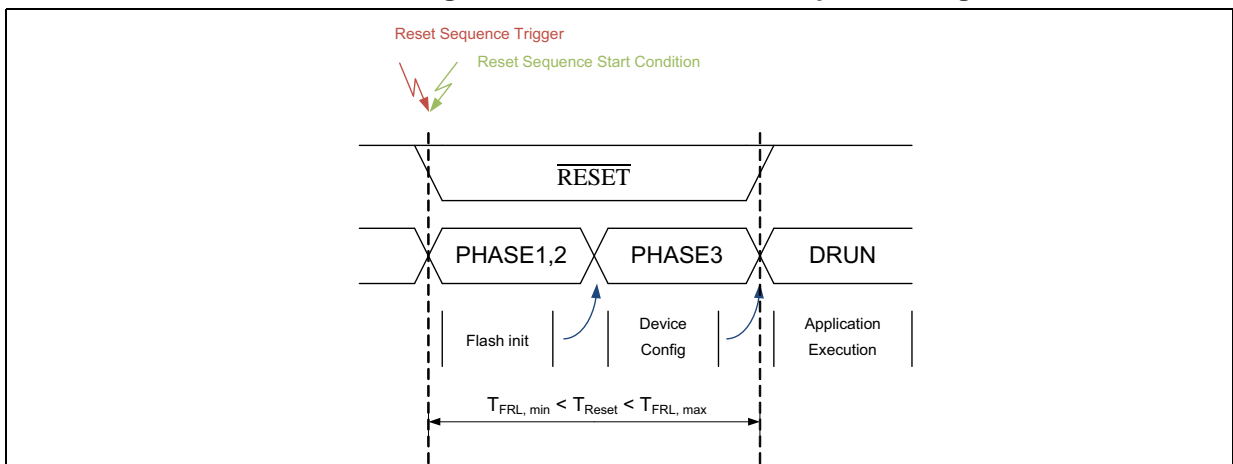 Reset Sequence Trigger
Reset Sequence Start Condition
RESET
PHASE1,2 PHASE3 DRUN
Flash init Device Config Application Execution
TFRL, min < TReset < TFRL, max